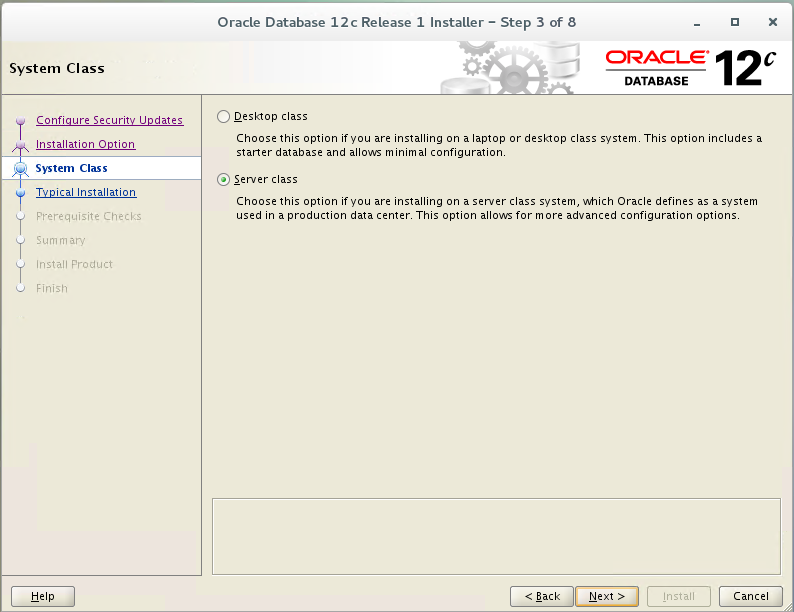 Oracle Database 12c Release 1 Installer – Step 3 of 8
System Class
ORACLE®
DATABASE
12c
Configure Security Updates
Installation Option
System Class
Typical Installation
Prerequisite Checks
Summary
Install Product
Finish
Desktop class
Choose this option if you are installing on a laptop or desktop class system. This option includes a
starter database and allows minimal configuration.
Server class
Choose this option if you are installing on a server class system, which Oracle defines as a system
used in a production data center. This option allows for more advanced configuration options.
Help
< Back
Next >
Install
Cancel